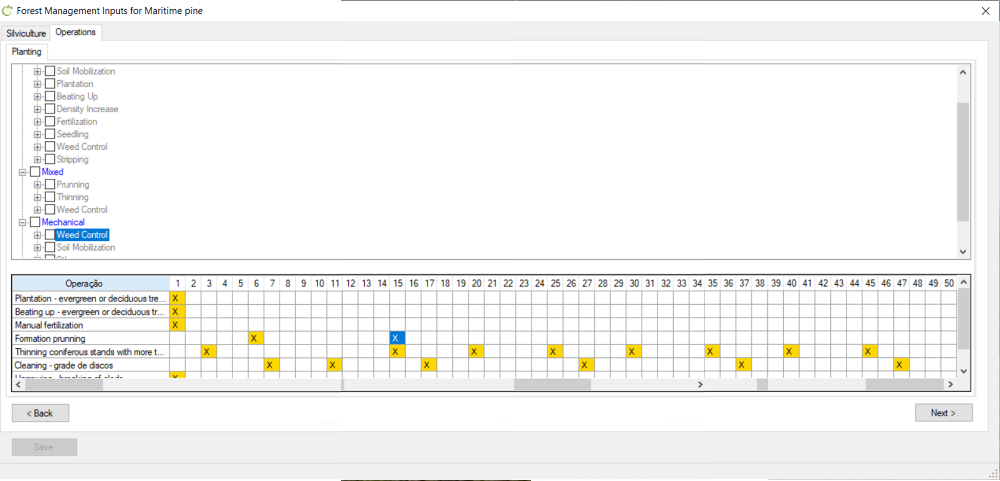 Forest Management Inputs for Maritime pine
Silviculture Operations
Planting
Soil Mobilization
Plantation
Beating Up
Density Increase
Fertilization
Seedling
Weed Control
Stripping
Mixed
Prunning
Thinning
Weed Control
Mechanical
Weed Control
Soil Mobilization
Operação 1 2 3 4 5 6 7 8 9 10 11 12 13 14 15 16 17 18 19 20 21 22 23 24 25 26 27 28 29 30 31 32 33 34 35 36 37 38 39 40 41 42 43 44 45 46 47 48 49 50
Plantation - evergreen or deciduous tre... X
Beating up - evergreen or deciduous tr... X
Manual fertilization X
Formation prunning X X
Thinning coniferous stands with more t... X X X X X X X X
Cleaning - grade de discos X X X X X X
Harrowing - breaking of clods X
< Back Next >
Save